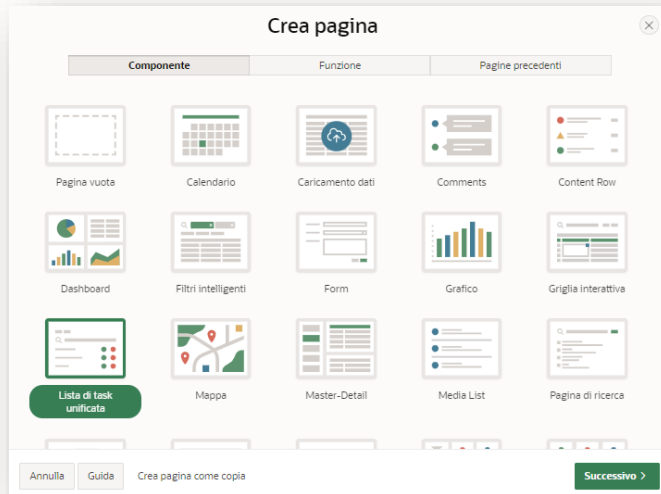 Crea pagina
Componente
Funzione
Pagine precedenti
Pagina vuota
Calendario
Caricamento dati
Comments
Content Row
Dashboard
Filtri intelligenti
Form
Grafico
Griglia interattiva
Lista di task
unificata
Mappa
Master-Detail
Media List
Pagina di ricerca
Annulla
Guida
Crea pagina come copia
Successivo